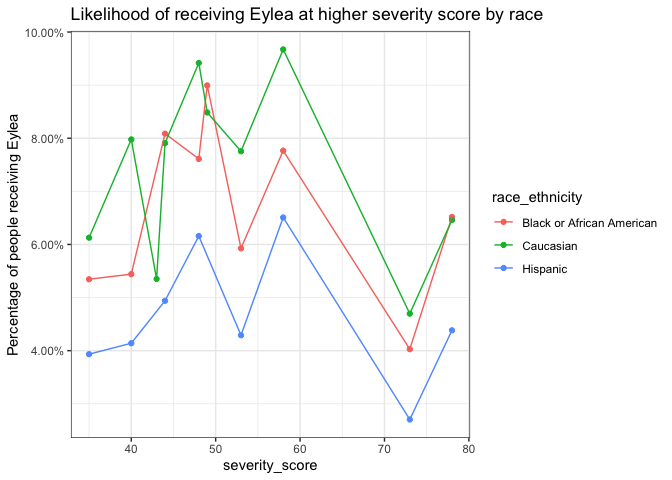 Likelihood of receiving Eylea at higher severity score by race
10.00%
8.00%
6.00%
4.00%
Percentage of people receiving Eylea
40
50
60
70
80
severity_score
race_ethnicity
Black or African American
Caucasian
Hispanic